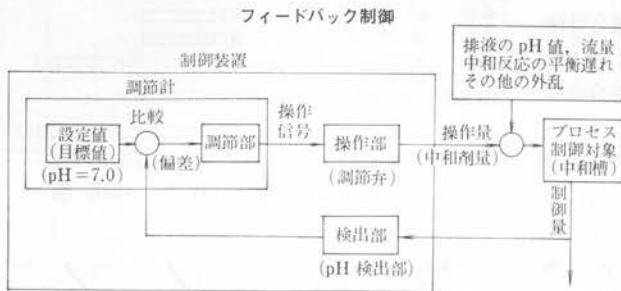 フィードバック制御
制御装置
調節計
排液の pH 値，流量
中和反応の平衡遅れ
その他の外乱
比較
操作
信号
設定値
(目標値)
(pH＝7.0)
(偏差)
調節部
操作部
(調節弁)
操作量
(中和剤量)
プロセス
制御対象
(中和槽)
制御量
検出部
(pH 検出部)